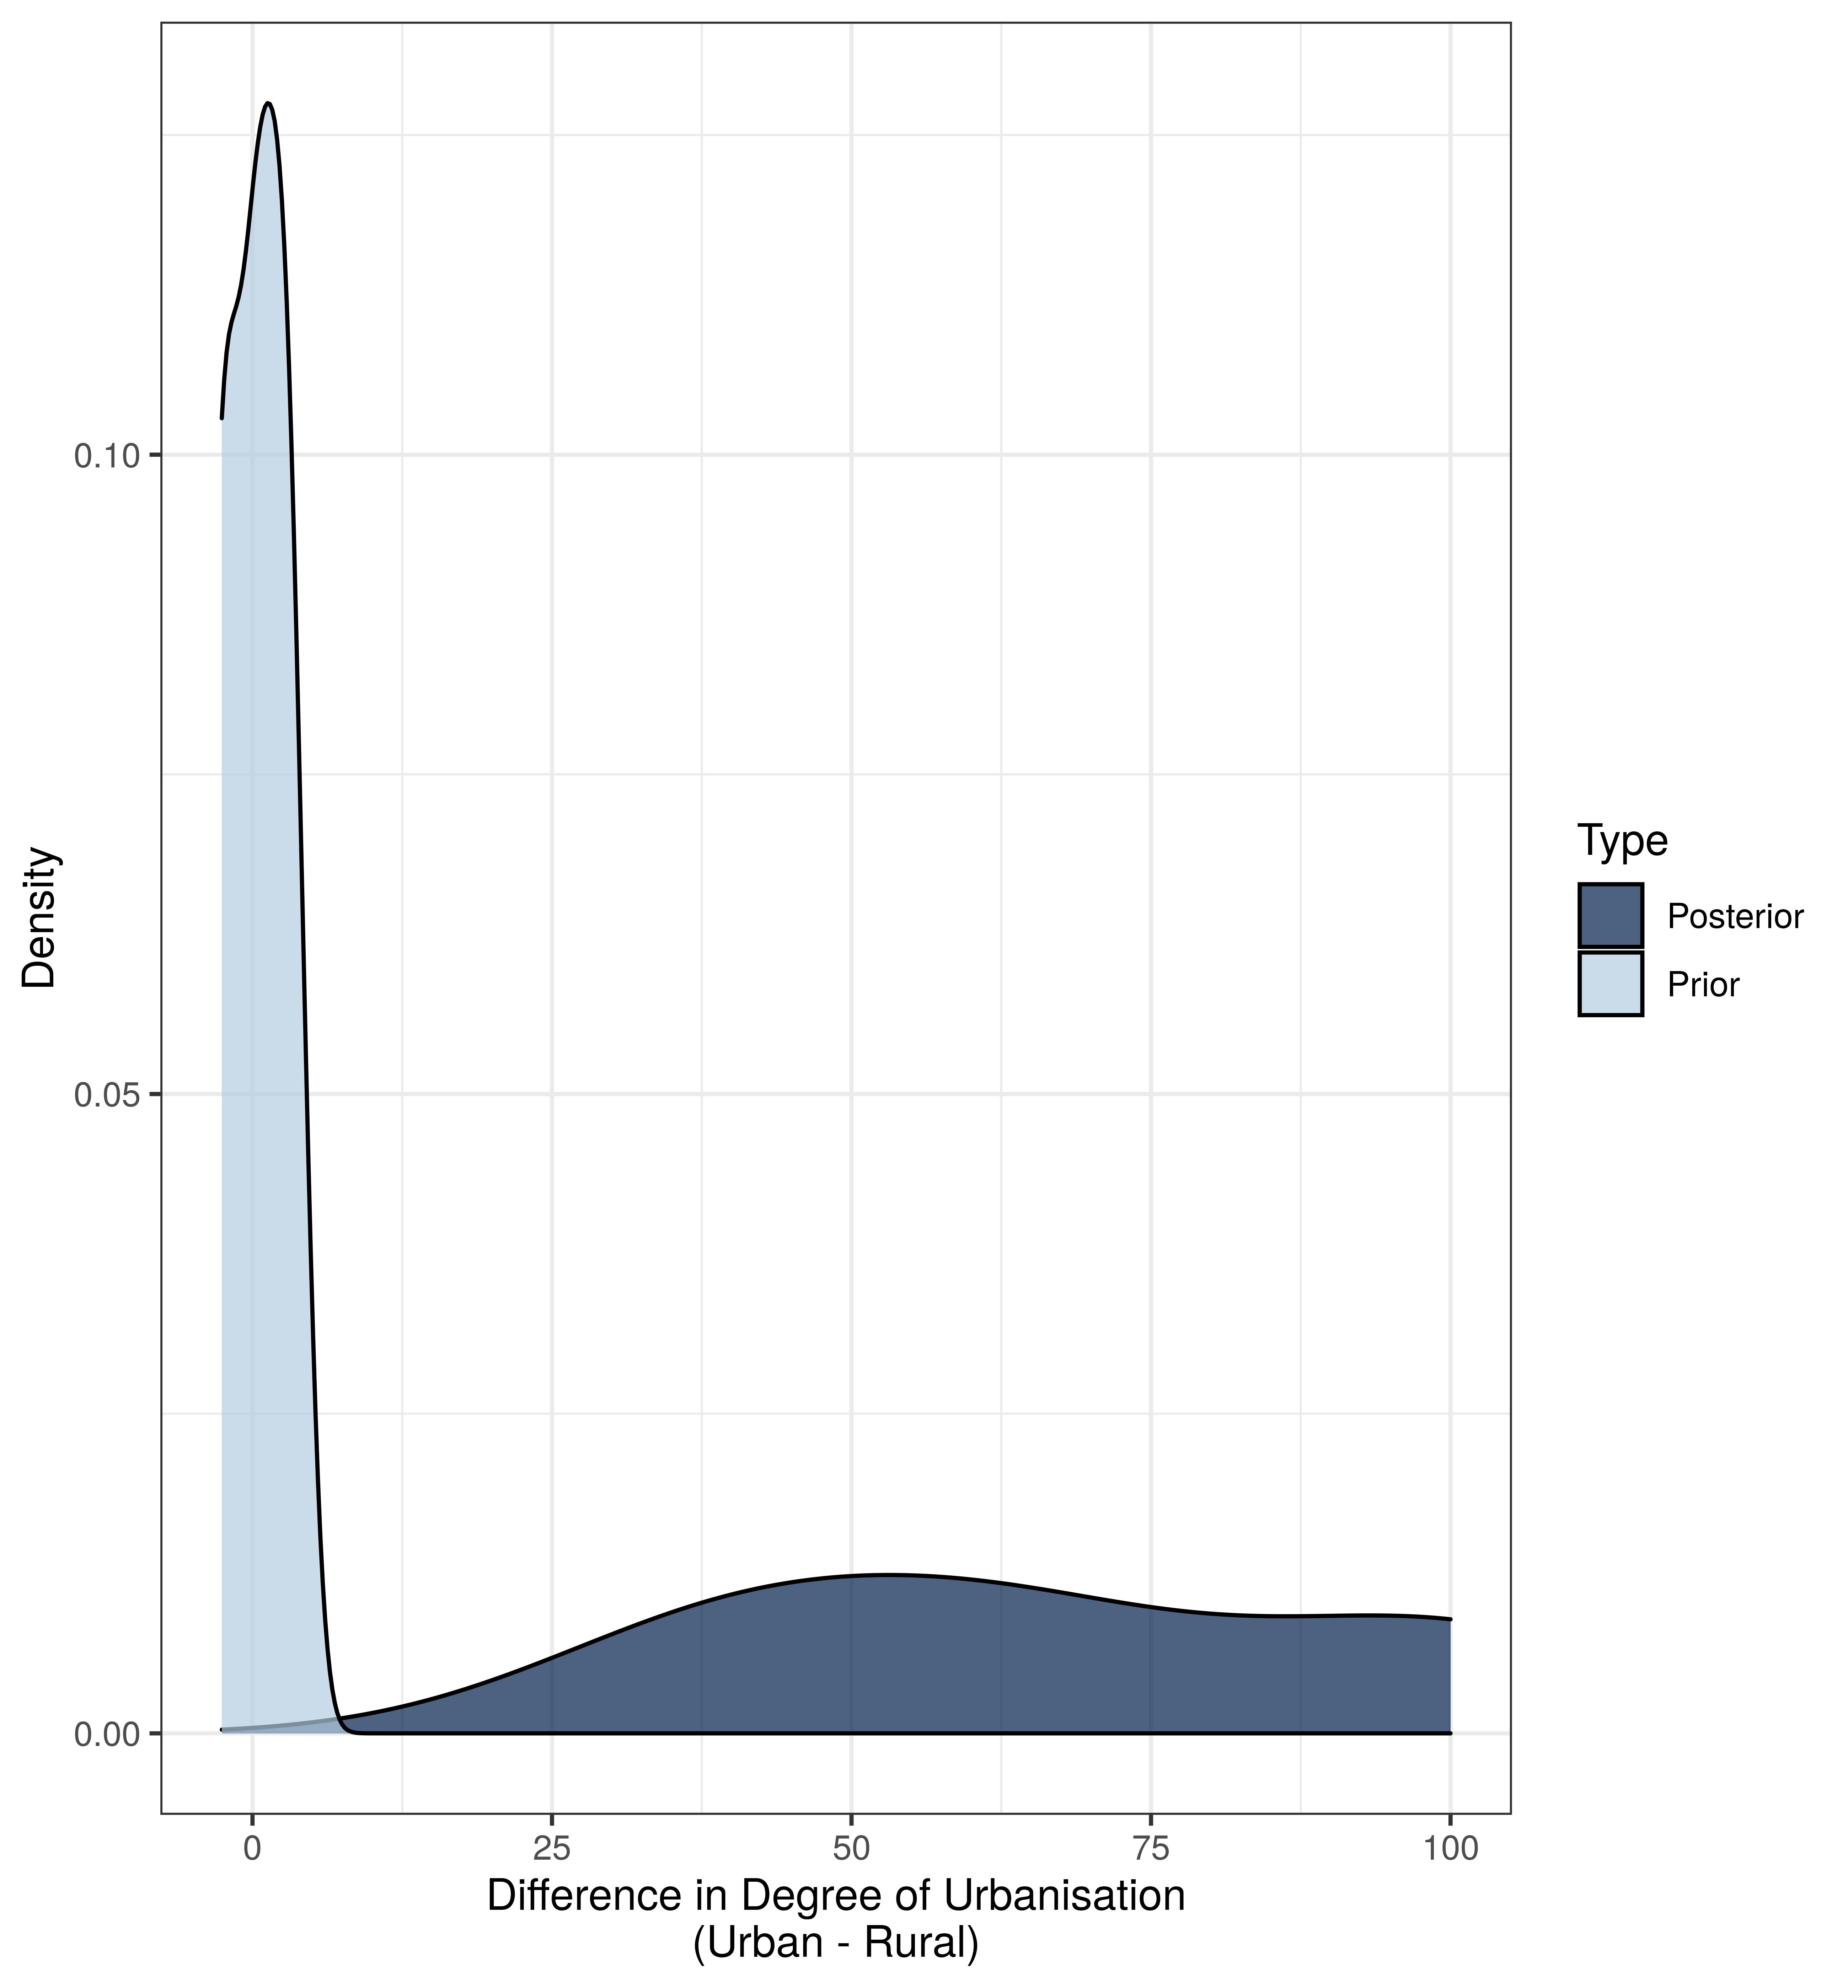 Density
0.10
0.05
0.00
0
25
50
75
100
Difference in Degree of Urbanisation
(Urban - Rural)
Type
Posterior
Prior